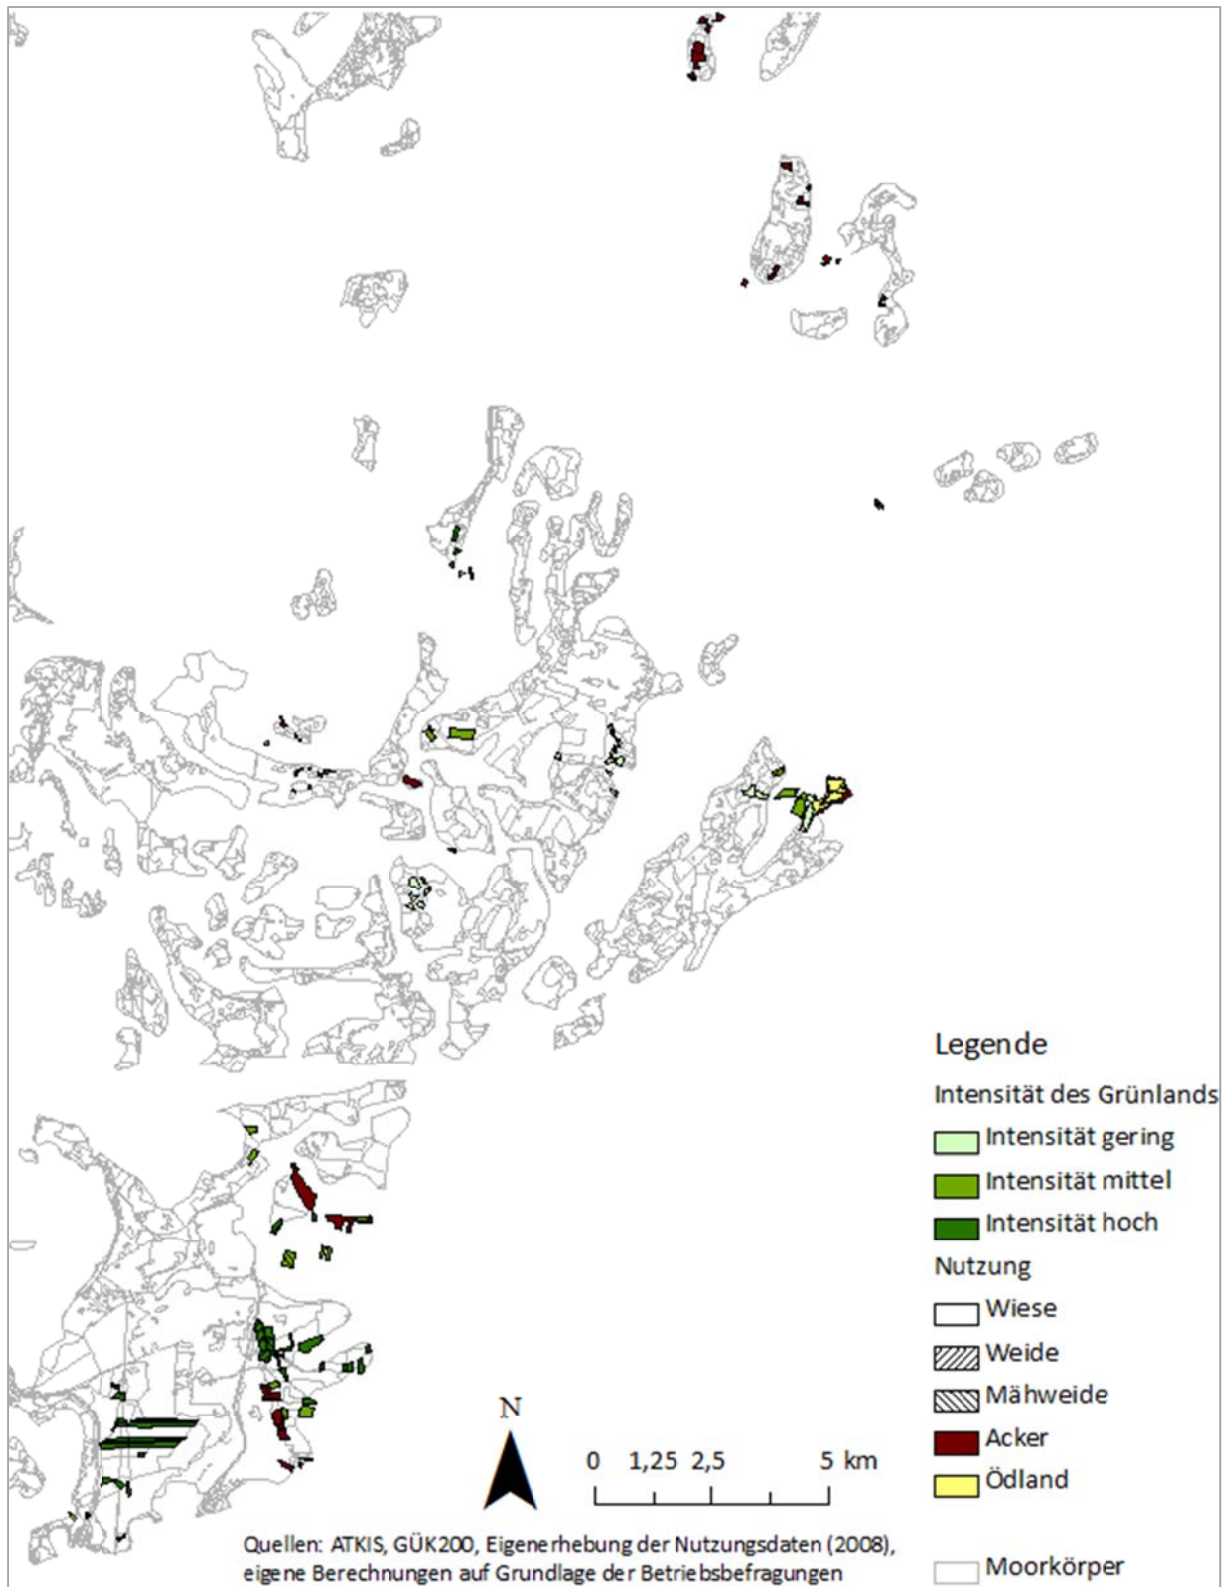 Legende
Intensität des Grünlands
Intensität gering
Intensität mittel
Intensität hoch
Nutzung
Wiese
Weide
Mähweide
Acker
Ödland
Moorkörper
N
0 1,25 2,5 5 km
Quellen: ATKIS, GÜK200, Eigenerhebung der Nutzungsdaten (2008),
eigene Berechnungen auf Grundlage der Betriebsbefragungen